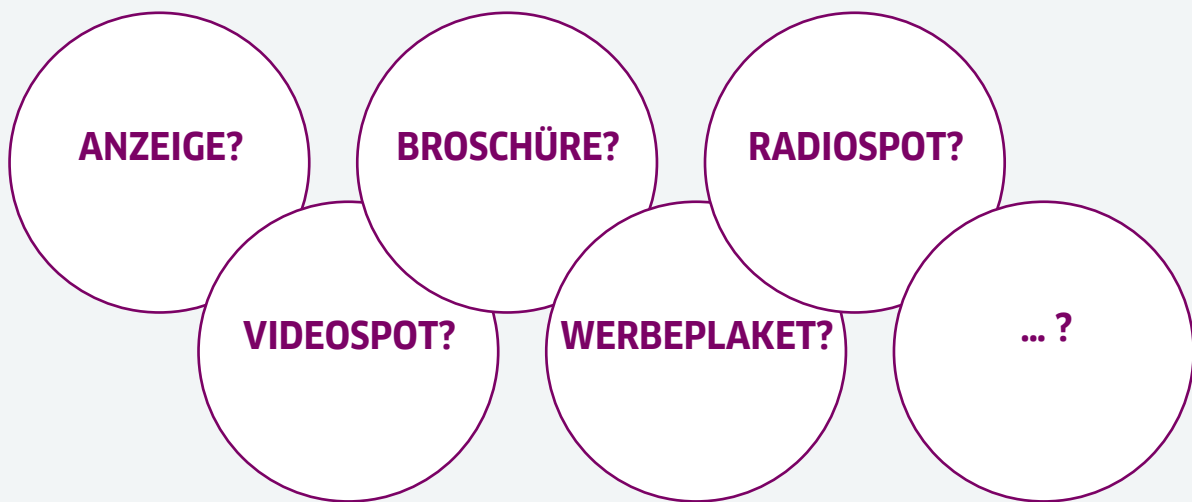 ANZEIGE?
BROSCHÜRE?
RADIOSPOT?
VIDEOSPOT?
WERBEPLAKET?
... ?